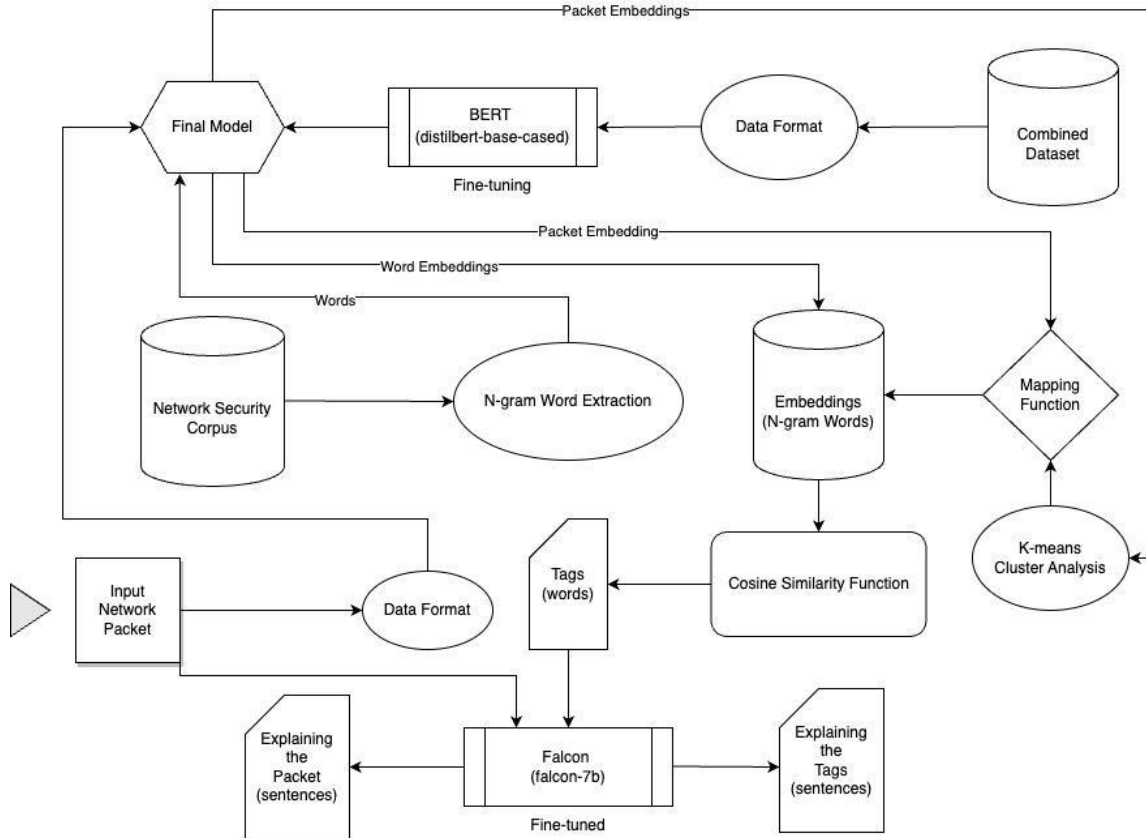 Packet Embeddings
Final Model
BERT
(distilbert-base-cased)
Fine-tuning
Data Format
Combined
Dataset
Packet Embedding
Word Embeddings
Words
Network Security
Corpus
N-gram Word Extraction
Embeddings
(N-gram Words)
Mapping
Function
Input
Network
Packet
Data Format
Tags
(words)
Cosine Similarity Function
K-means
Cluster Analysis
Explaining
the
Packet
(sentences)
Falcon
(falcon-7b)
Fine-tuned
Explaining
the
Tags
(sentences)